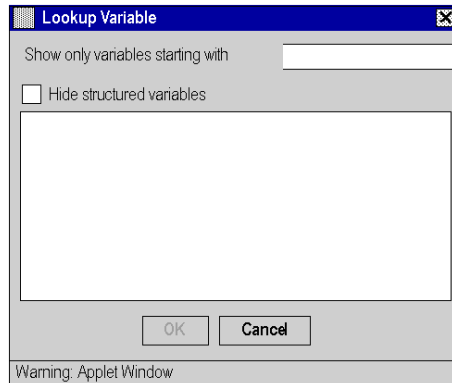 Lookup Variable
Show only variables starting with
Hide structured variables
OK Cancel
Warning: Applet Window